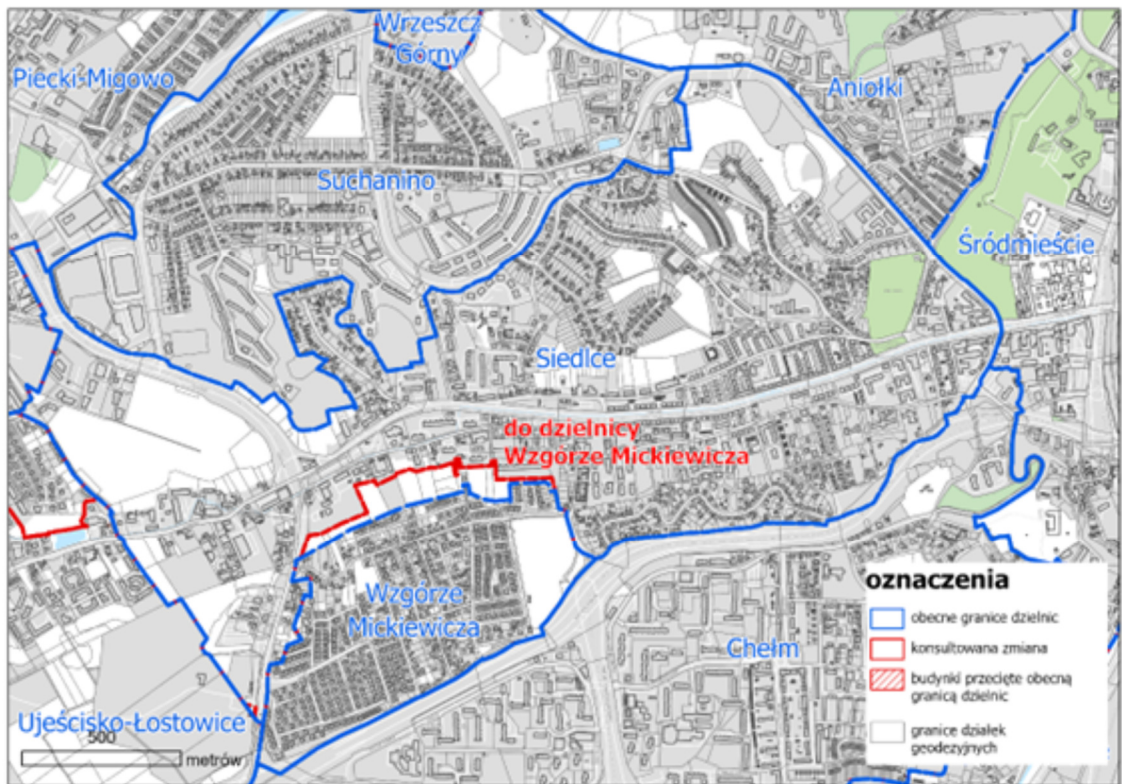 Wrzeszcz
Górny
Piecki-Migowo
Aniołki
Suchanino
Śródmieście
Siedlce
do dzielnicy
Wzgórze Mickiewicza
Wzgórze
Mickiewicza
Chełm
Ujeścisko-Łostowice
500
metrów
oznaczenia
obecne granice dzielnic
konsultowana zmiana
budynki przecięte obecną
granicą dzielnic
granice działek
geodezyjnych